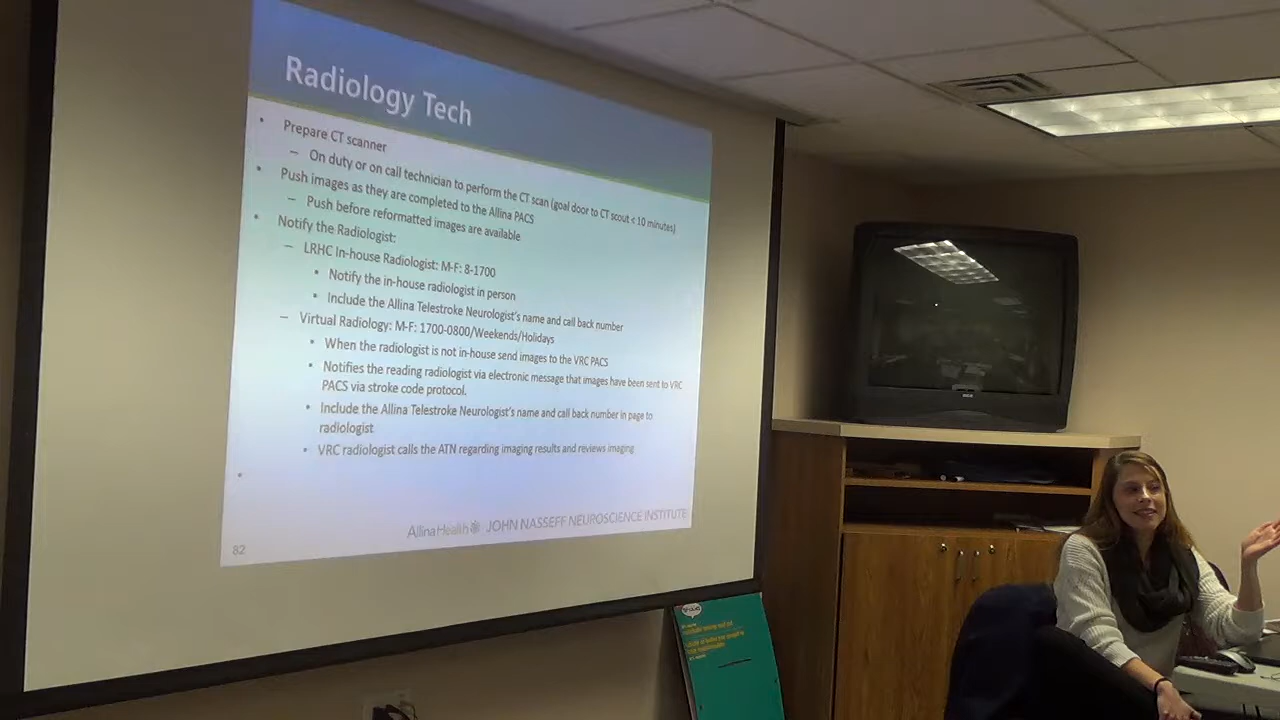 Radiology Tech
• Prepare CT scanner
– On duty or on call technician to perform the CT scan (goal door to CT scout < 10 minutes)
• Push images as they are completed to the Allina PACS
– Push before reformatted images are available
• Notify the Radiologist:
– LRHC In-house Radiologist: M-F: 8-1700
• Notify the in-house radiologist in person
• Include the Allina Telestroke Neurologist's name and call back number
– Virtual Radiology: M-F: 1700-0800/Weekends/Holidays
• When the radiologist is not in-house send images to the VRC PACS
• Notifies the reading radiologist via electronic message that images have been sent to VRC
PACS via stroke code protocol.
• Include the Allina Telestroke Neurologist's name and call back number in page to
radiologist
• VRC radiologist calls the ATN regarding imaging results and reviews imaging
•
AllinaHealth JOHN NASSEFF NEUROSCIENCE INSTITUTE
82